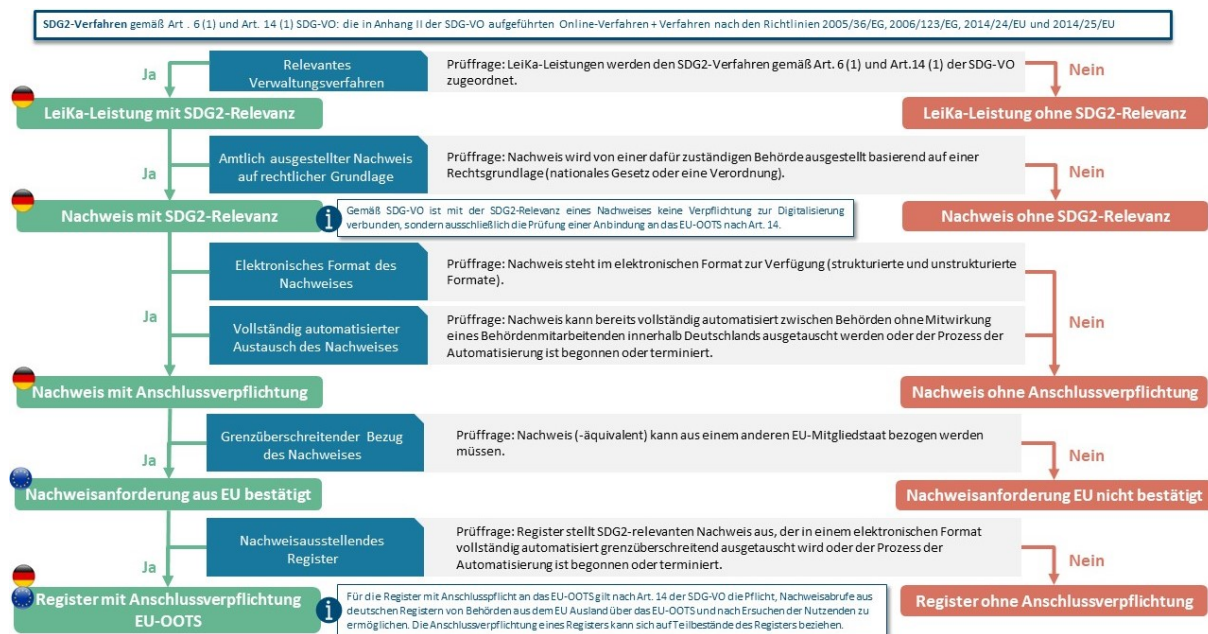 SDG2-Verfahren gemäß Art . 6 (1) und Art. 14 (1) SDG-VO: die in Anhang II der SDG-VO aufgeführten Online-Verfahren + Verfahren nach den Richtlinien 2005/36/EG, 2006/123/EG, 2014/24/EU und 2014/25/EU
Ja
Relevantes
Verwaltungsverfahren
Prüffrage: LeiKa-Leistungen werden den SDG2-Verfahren gemäß Art. 6 (1) und Art.14 (1) der SDG-VO
zugeordnet.
Nein
LeiKa-Leistung mit SDG2-Relevanz
LeiKa-Leistung ohne SDG2-Relevanz
Ja
Amtlich ausgestellter Nachweis
auf rechtlicher Grundlage
Prüffrage: Nachweis wird von einer dafür zuständigen Behörde ausgestellt basierend auf einer
Rechtsgrundlage (nationales Gesetz oder eine Verordnung).
Nein
Nachweis mit SDG2-Relevanz
i
Gemäß SDG-VO ist mit der SDG2-Relevanz eines Nachweises keine Verpflichtung zur Digitalisierung
verbunden, sondern ausschließlich die Prüfung einer Anbindung an das EU-OOTS nach Art. 14.
Nachweis ohne SDG2-Relevanz
Elektronisches Format des
Nachweises
Prüffrage: Nachweis steht im elektronischen Format zur Verfügung (strukturierte und unstrukturierte
Formate).
Ja
Nein
Vollständig automatisierter
Austausch des Nachweises
Prüffrage: Nachweis kann bereits vollständig automatisiert zwischen Behörden ohne Mitwirkung
eines Behördenmitarbeitenden innerhalb Deutschlands ausgetauscht werden oder der Prozess der
Automatisierung ist begonnen oder terminiert.
Nachweis mit Anschlussverpflichtung
Nachweis ohne Anschlussverpflichtung
Ja
Grenzüberschreitender Bezug
des Nachweises
Prüffrage: Nachweis (-äquivalent) kann aus einem anderen EU-Mitgliedstaat bezogen werden
müssen.
Nein
Nachweisanforderung aus EU bestätigt
Nachweisanforderung EU nicht bestätigt
Ja
Nachweisausstellendes
Register
Prüffrage: Register stellt SDG2-relevanten Nachweis aus, der in einem elektronischen Format
vollständig automatisiert grenzüberschreitend ausgetauscht wird oder der Prozess der
Automatisierung ist begonnen oder terminiert.
Nein
Register mit Anschlussverpflichtung
EU-OOTS
i
Für die Register mit Anschlusspflicht an das EU-OOTS gilt nach Art. 14 der SDG-VO die Pflicht, Nachweisabrufe aus
deutschen Registern von Behörden aus dem EU Ausland über das EU-OOTS und nach Ersuchen der Nutzenden zu
ermöglichen. Die Anschlussverpflichtung eines Registers kann sich auf Teilbestände des Registers beziehen.
Register ohne Anschlussverpflichtung